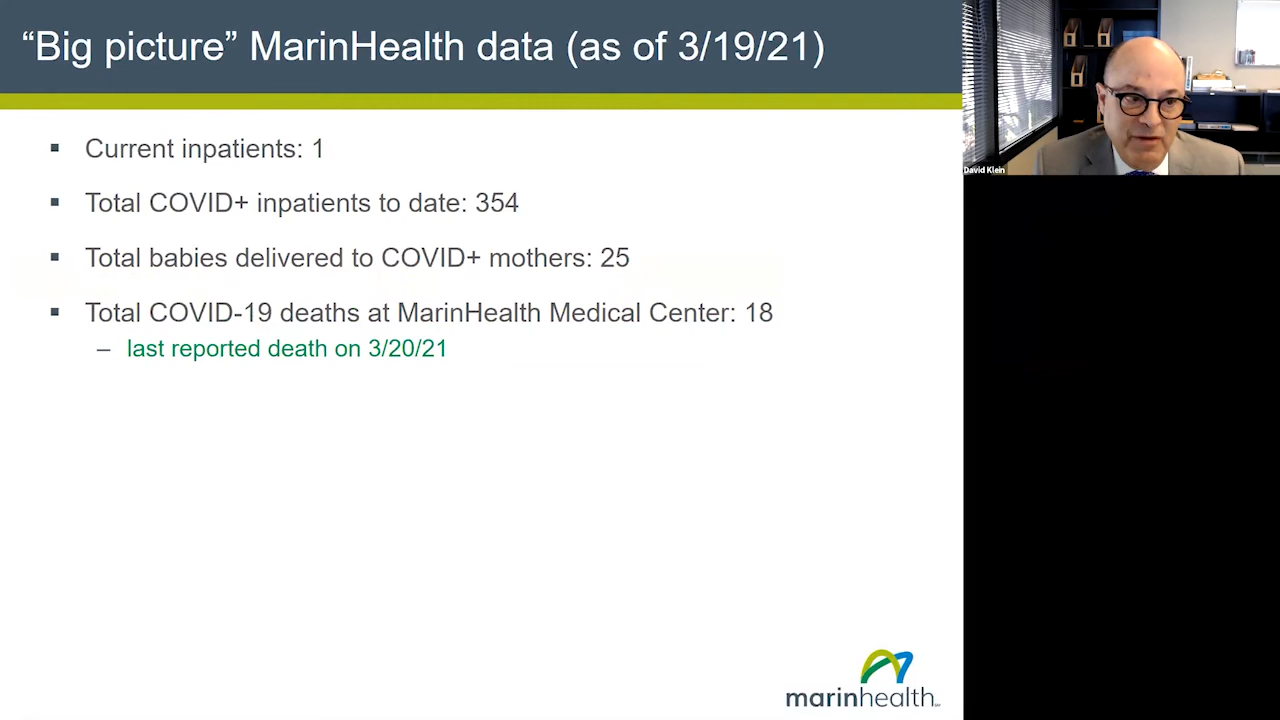 “Big picture” MarinHealth data (as of 3/19/21)
▪ Current inpatients: 1
▪ Total COVID+ inpatients to date: 354
▪ Total babies delivered to COVID+ mothers: 25
▪ Total COVID-19 deaths at MarinHealth Medical Center: 18
– last reported death on 3/20/21
David Klein
marinhealth